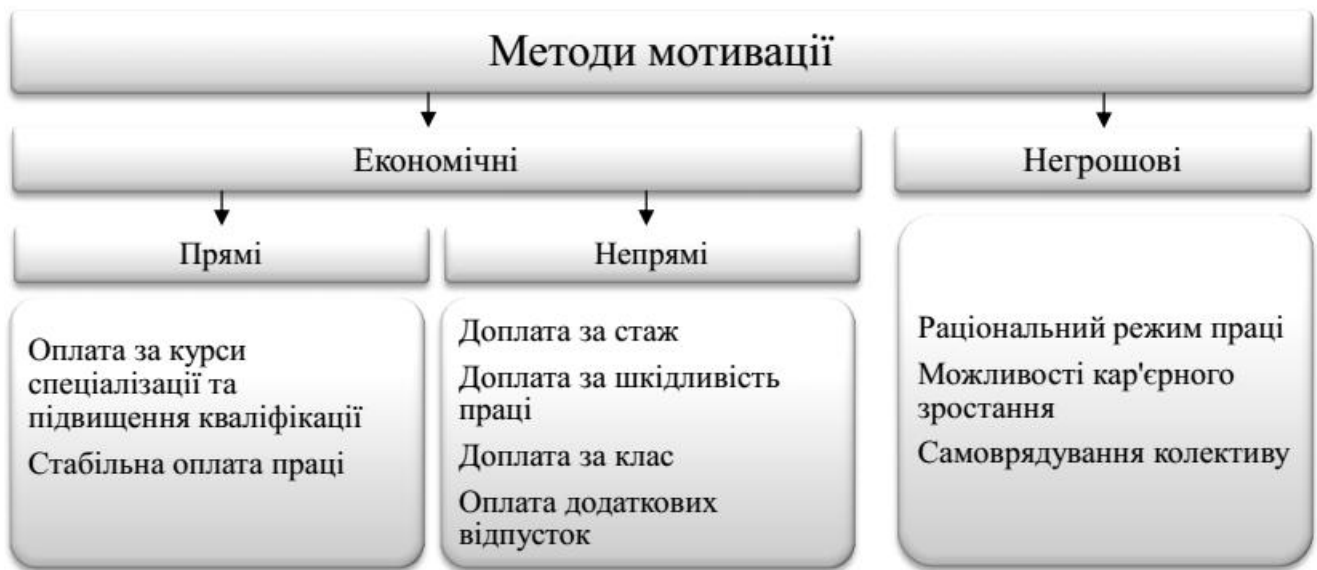 Методи мотивації
Економічні
Негрошові
Прямі
Непрямі
Оплата за курси
спеціалізації та
підвищення кваліфікації
Стабільна оплата праці
Доплата за стаж
Доплата за шкідливість
праці
Доплата за клас
Оплата додаткових
відпусток
Раціональний режим праці
Можливості кар'єрного
зростання
Самоврядування колективу